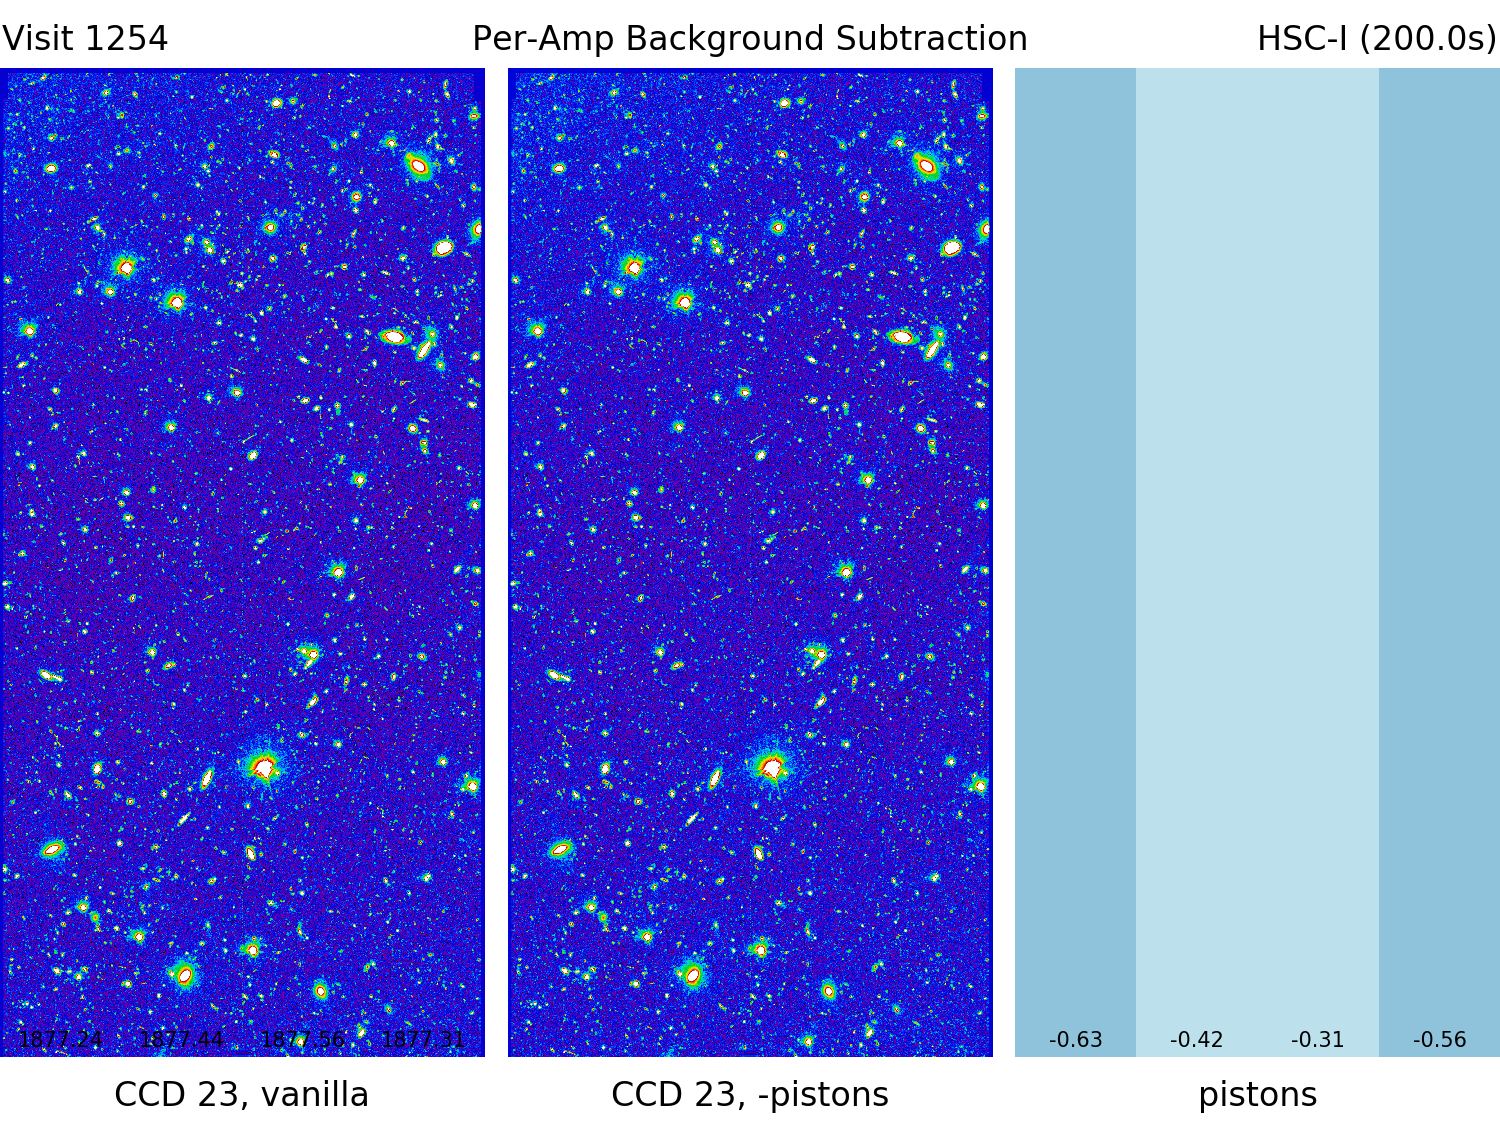 Visit 1254 Per-Amp Background Subtraction HSC-I (200.0s)
1877.24 1877.44 1877.56 1877.31 -0.63 -0.42 -0.31 -0.56
CCD 23, vanilla CCD 23, -pistons pistons